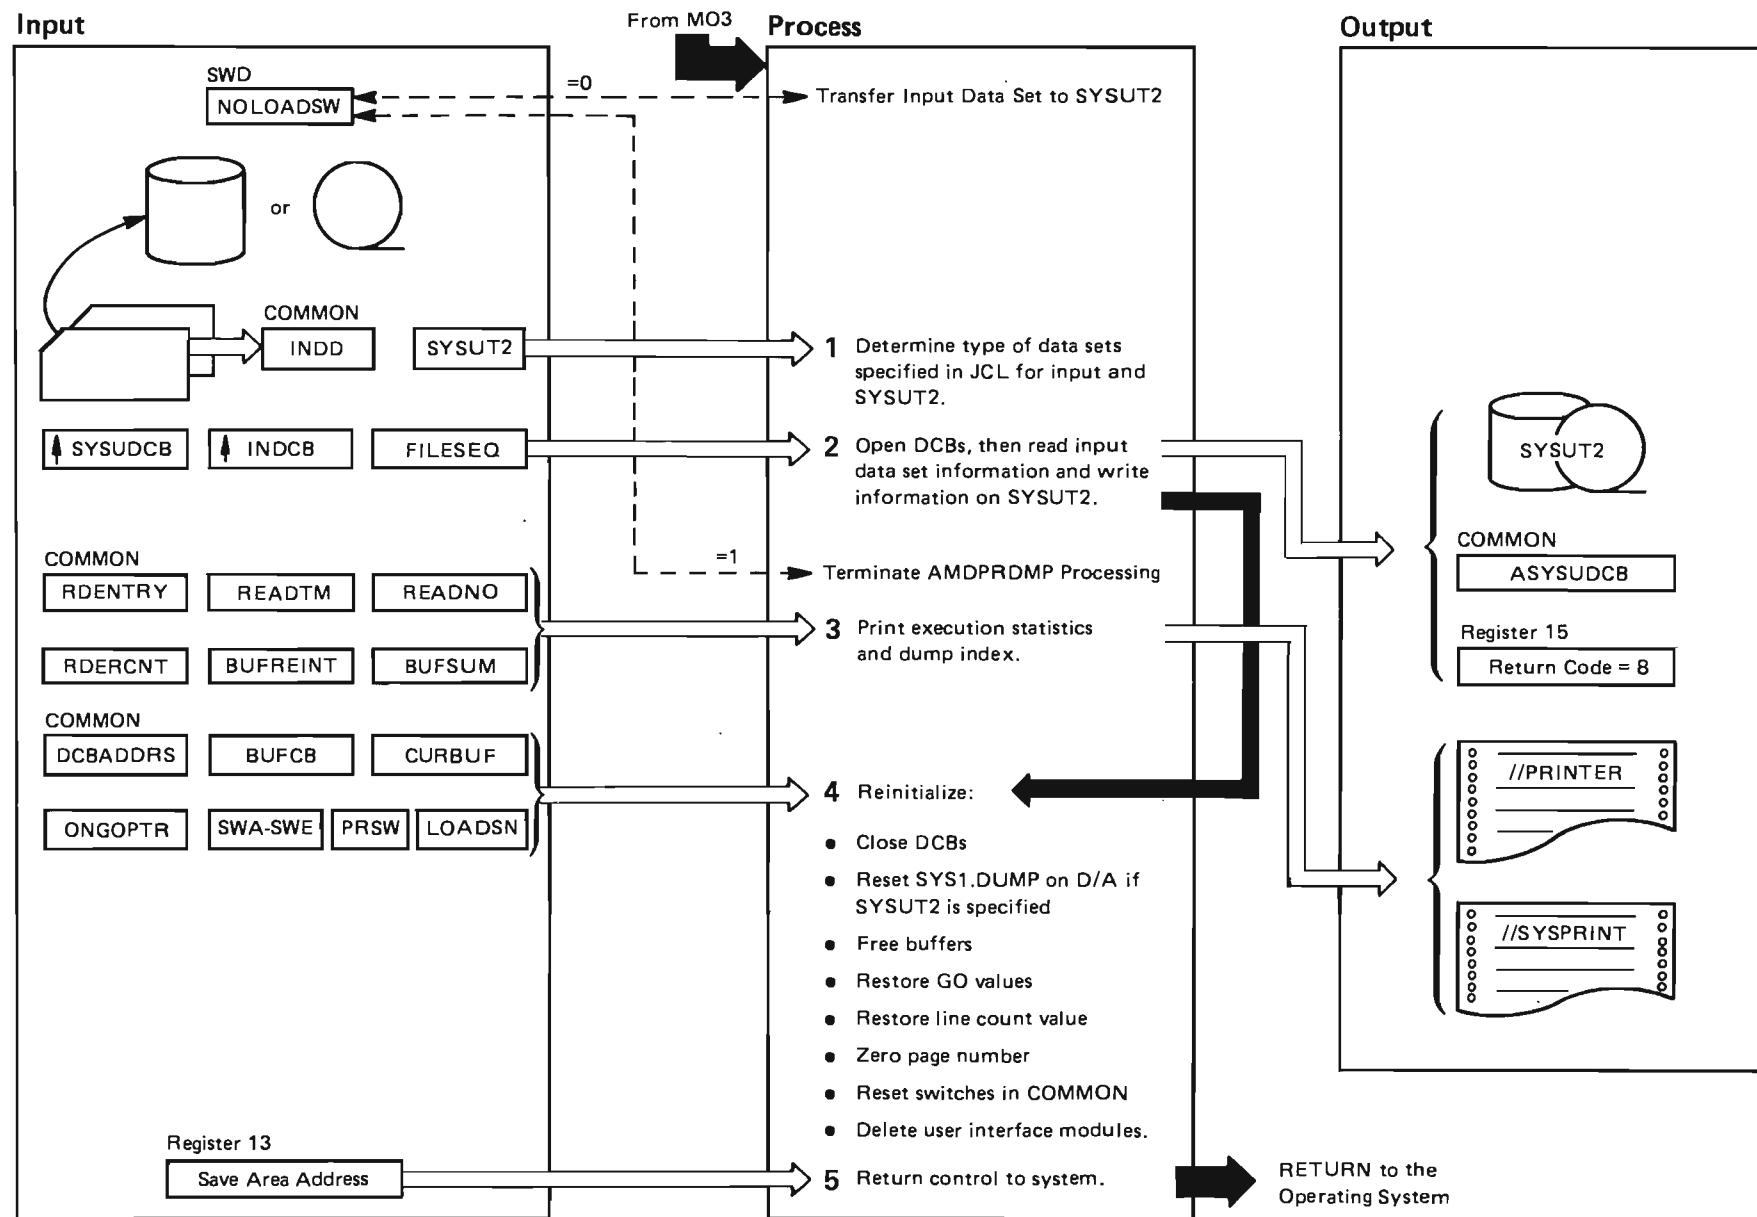 Input
From MO3
Process
Output
SWD
NOLOADSW
=0
Transfer Input Data Set to SYSUT2
or
COMMON
INDD
SYSUT2
1 Determine type of data sets
specified in JCL for input and
SYSUT2.
SYSUDCB
INDCB
FILESEQ
2 Open DCBs, then read input
data set information and write
information on SYSUT2.
SYSUT2
COMMON
ASYSUDCB
Register 15
Return Code = 8
=1
Terminate AMDPRDMP Processing
COMMON
RDENTRY
READTM
READNO
RDERCNT
BUFREINT
BUFSUM
3 Print execution statistics
and dump index.
COMMON
DCBADDRS
BUFCB
CURBUF
ONGOPTR
SWA-SWE
PRSW
LOADSN
4 Reinitialize:
• Close DCBs
• Reset SYS1.DUMP on D/A if
SYSUT2 is specified
• Free buffers
• Restore GO values
• Restore line count value
• Zero page number
• Reset switches in COMMON
• Delete user interface modules.
//PRINTER
//SYSPRINT
Register 13
Save Area Address
5 Return control to system.
RETURN to the
Operating System